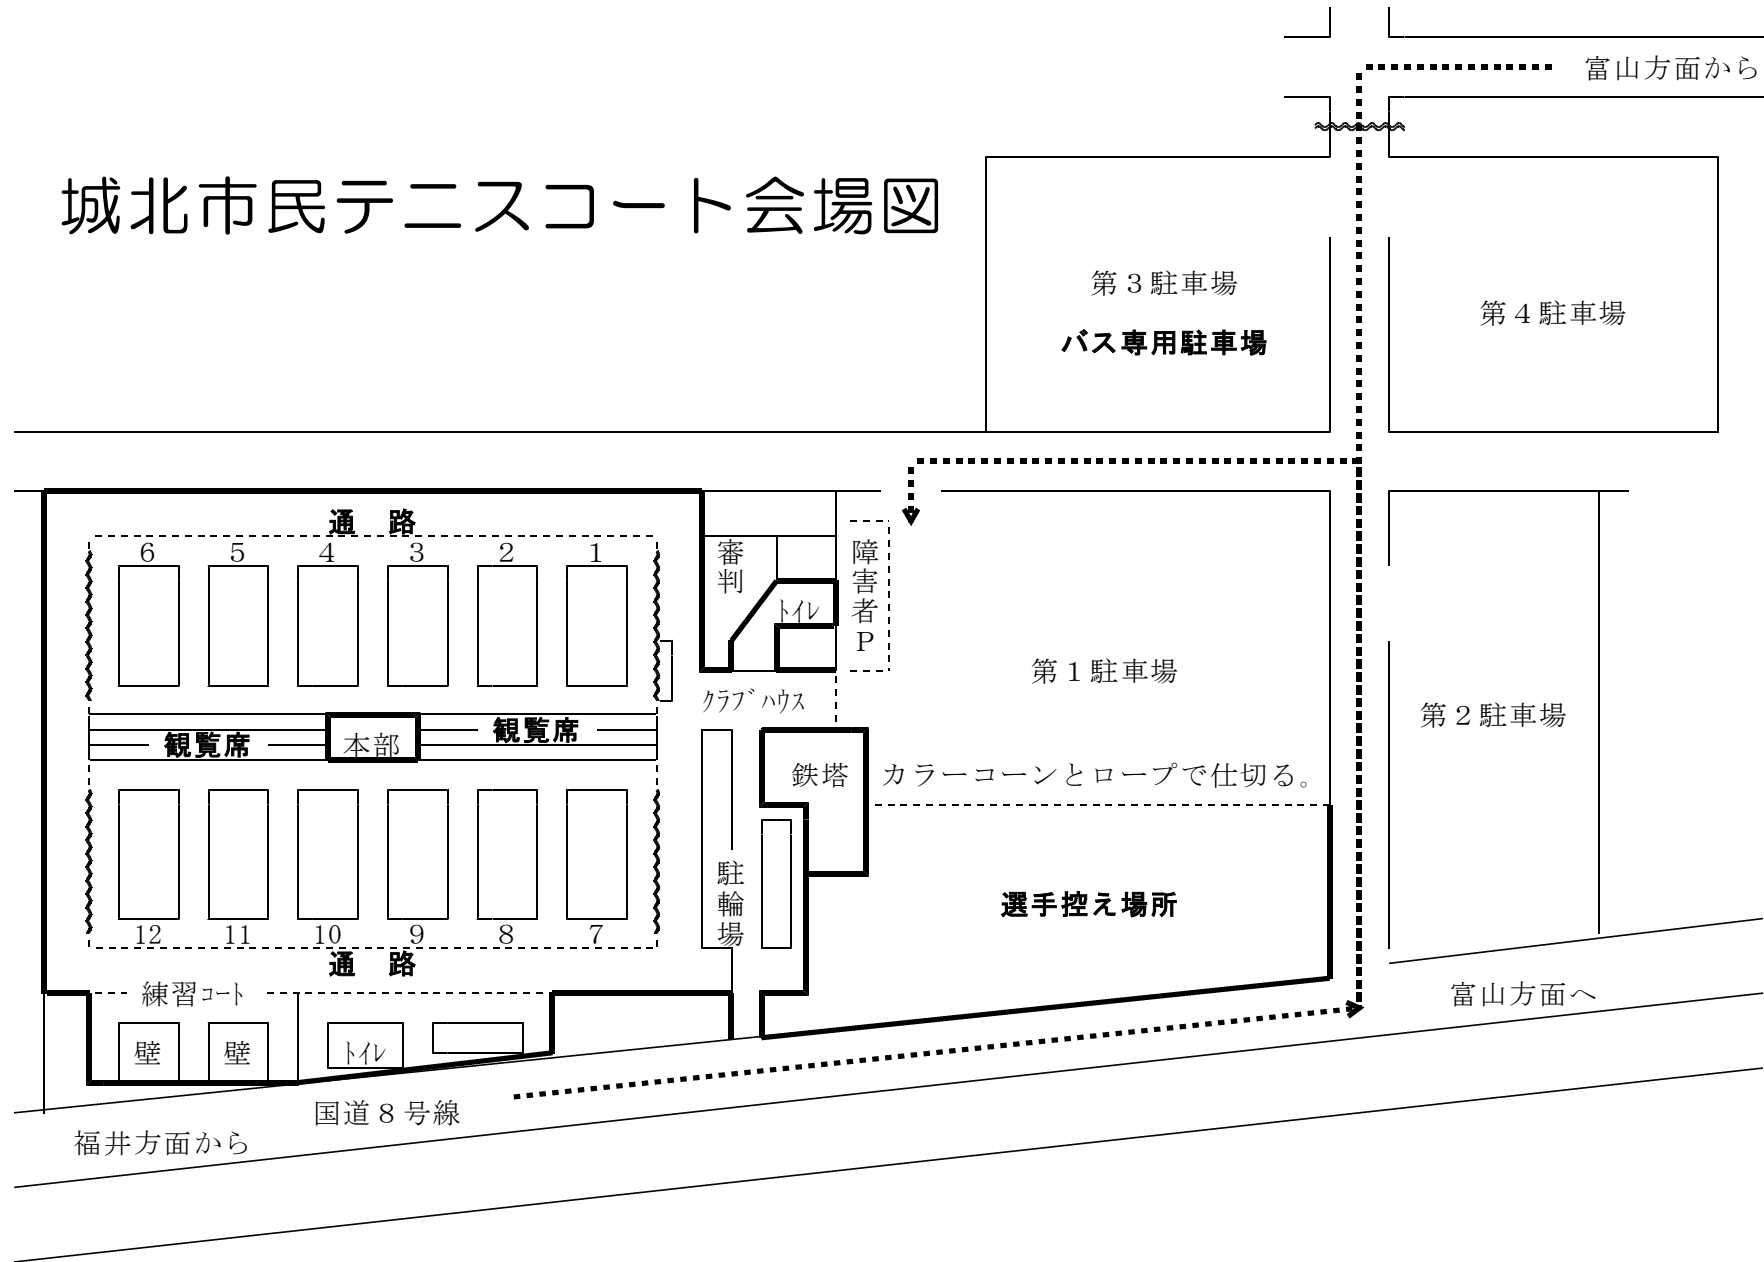 富山方面から
城北市民テニスコート会場図
第３駐車場
バス専用駐車場
第４駐車場
通　路
6 5 4 3 2 1
審判
ﾄｲﾚ
障害者Ｐ
第１駐車場
ｸﾗﾌﾞﾊｳｽ
第２駐車場
観覧席
本部
観覧席
鉄塔
カラーコーンとロープで仕切る。
駐輪場
選手控え場所
12 11 10 9 8 7
通　路
練習ｺｰﾄ
富山方面へ
壁
壁
ﾄｲﾚ
国道８号線
福井方面から